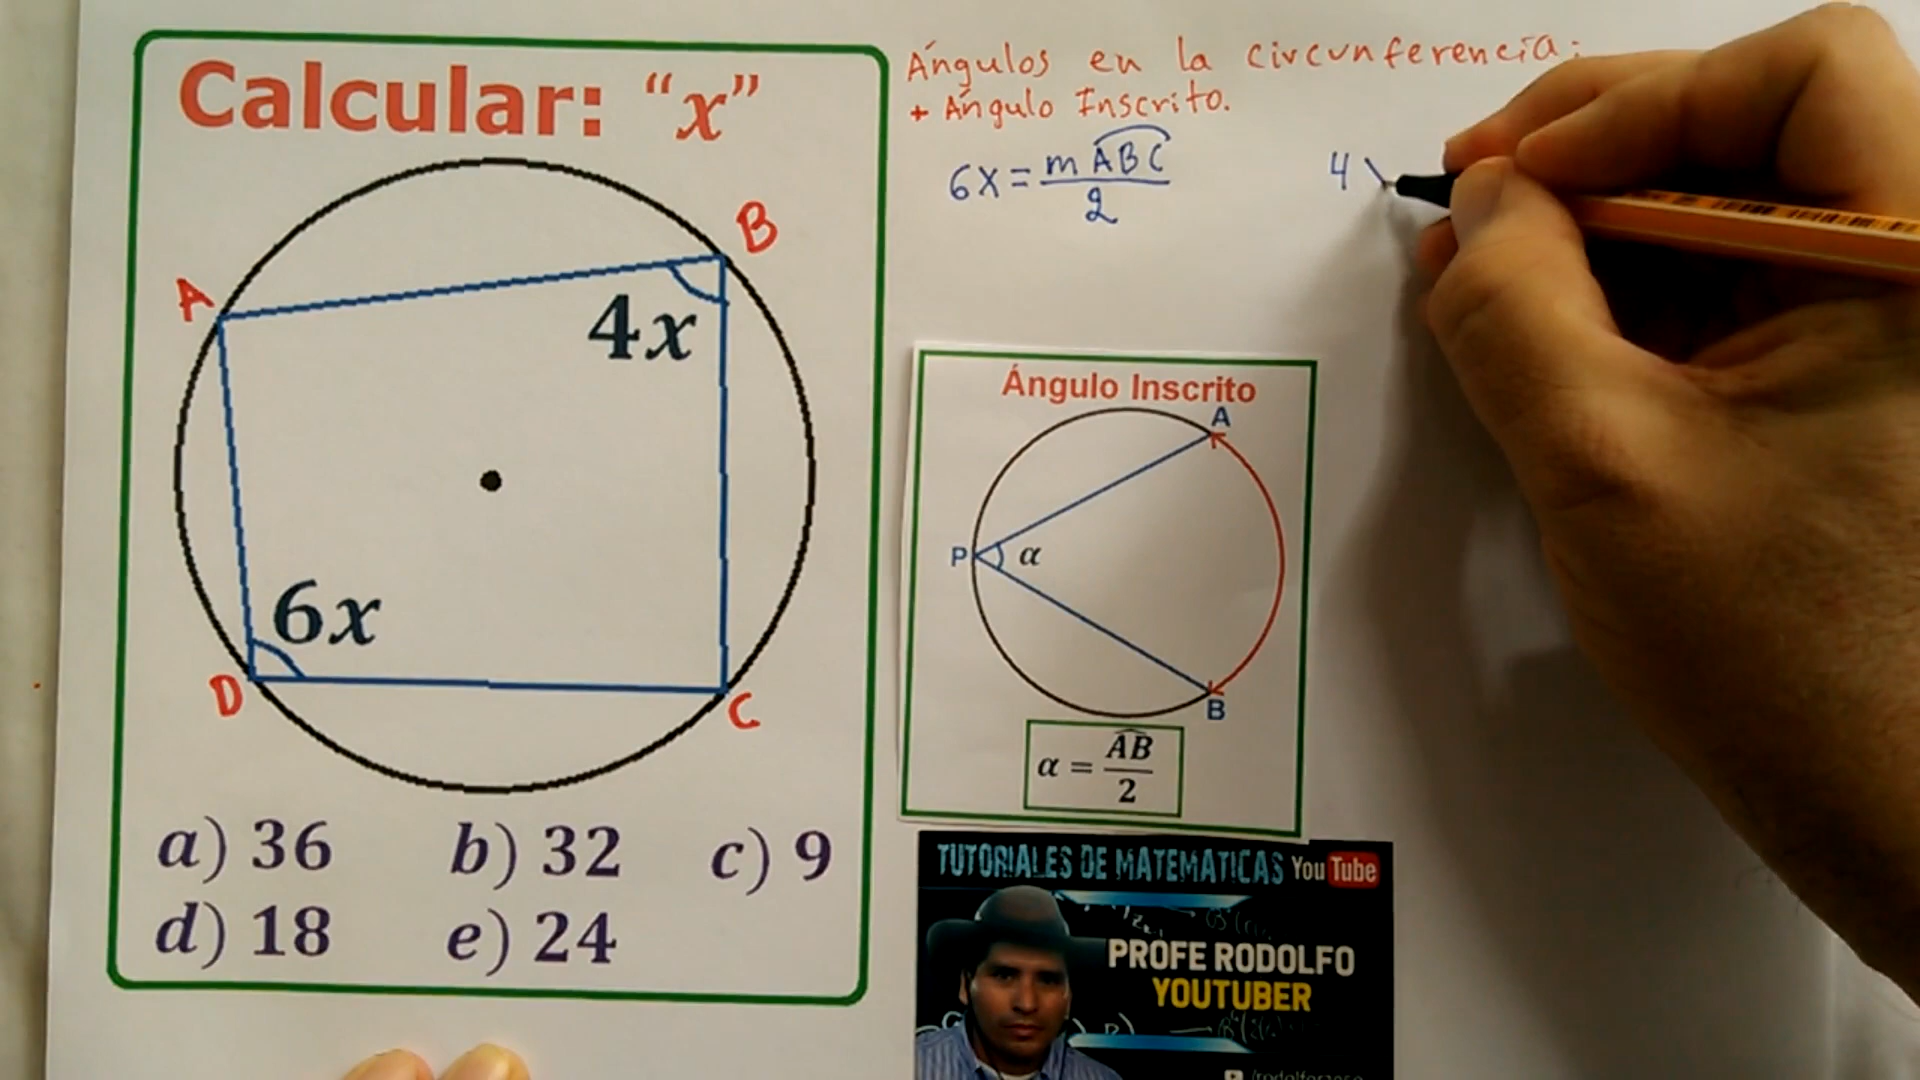 Calcular: “x”
A
B
4x
6x
D
C
a) 36 b) 32 c) 9
d) 18 e) 24
Ángulos en la circunferencia:
+ Ángulo Inscrito.
6x = mABC / 2
4
Ángulo Inscrito
A
P α
B
α = AB / 2
TUTORIALES DE MATEMATICAS YouTube
PROFE RODOLFO
YOUTUBER